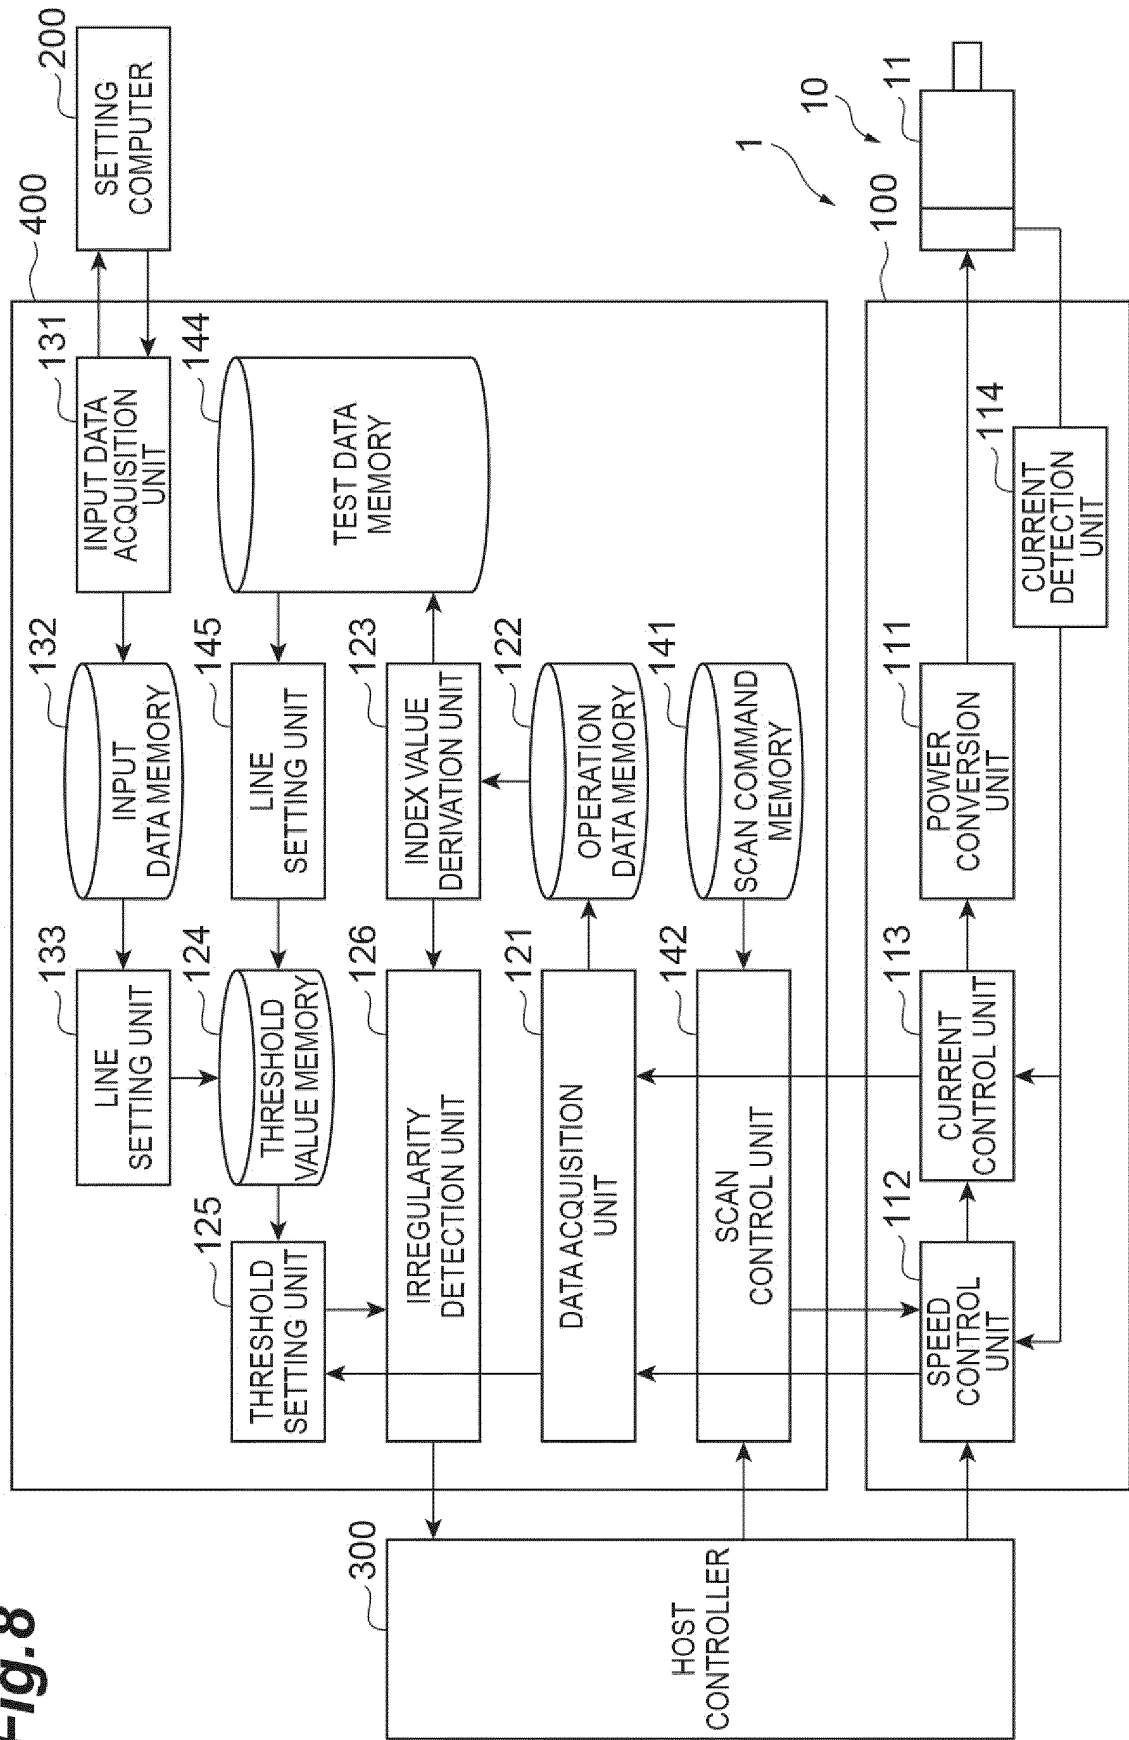 Fig.8
400
200
SETTING
COMPUTER
133
LINE
SETTING UNIT
132
INPUT
DATA MEMORY
131
INPUT DATA
ACQUISITION
UNIT
125
THRESHOLD
SETTING UNIT
124
THRESHOLD
VALUE MEMORY
145
LINE
SETTING UNIT
144
TEST DATA
MEMORY
300
HOST
CONTROLLER
126
IRREGULARITY
DETECTION UNIT
123
INDEX VALUE
DERIVATION UNIT
121
DATA ACQUISITION
UNIT
122
OPERATION
DATA MEMORY
142
SCAN
CONTROL UNIT
141
SCAN COMMAND
MEMORY
1
10
100
112
SPEED
CONTROL
UNIT
113
CURRENT
CONTROL UNIT
111
POWER
CONVERSION
UNIT
11
114
CURRENT
DETECTION
UNIT